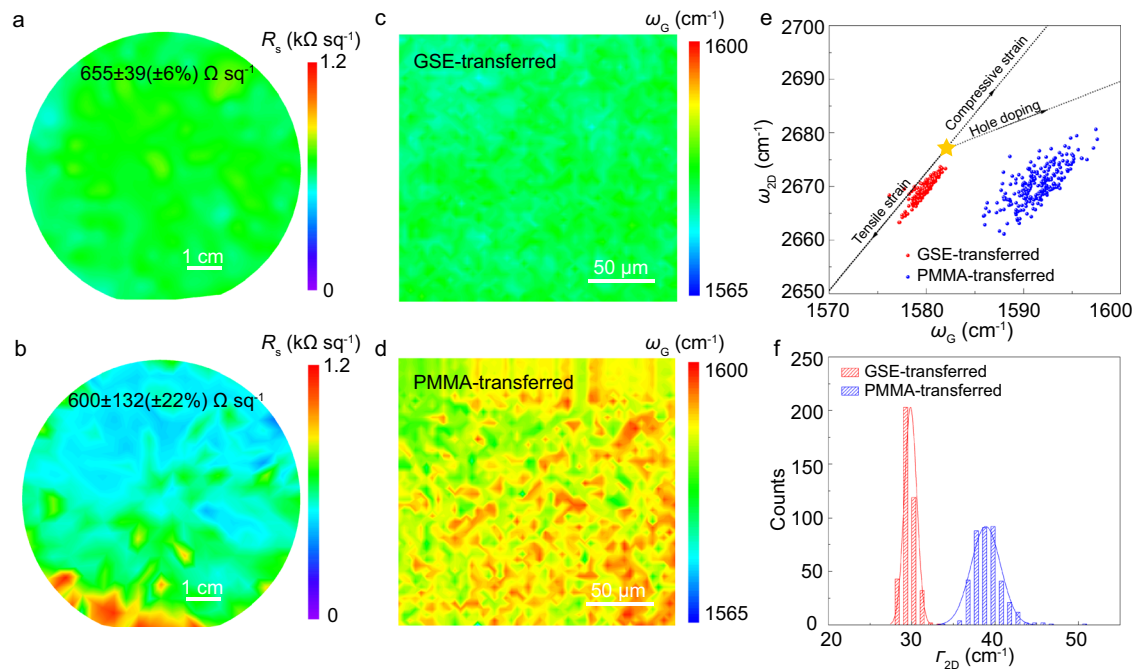 a
Rs (kΩ sq⁻¹)
1.2
655±39(±6%) Ω sq⁻¹
1 cm
0
b
Rs (kΩ sq⁻¹)
1.2
600±132(±22%) Ω sq⁻¹
1 cm
0
c
ωG (cm⁻¹)
1600
GSE-transferred
50 µm
1565
d
ωG (cm⁻¹)
1600
PMMA-transferred
50 µm
1565
e
2700
2690
2680
2670
2660
2650
ω2D (cm⁻¹)
Compressive strain
Hole doping
Tensile strain
GSE-transferred
PMMA-transferred
1570
1580
1590
1600
ωG (cm⁻¹)
f
250
200
150
100
50
0
Counts
GSE-transferred
PMMA-transferred
20
30
40
50
Γ2D (cm⁻¹)